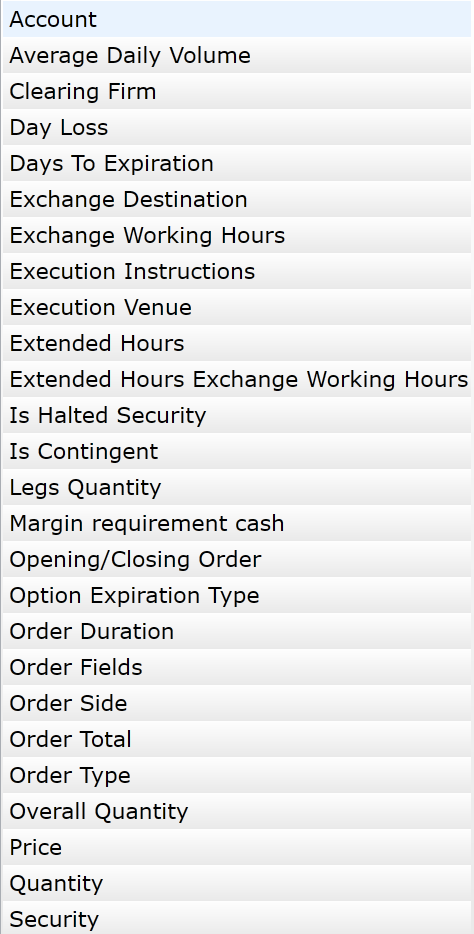 Account
Average Daily Volume
Clearing Firm
Day Loss
Days To Expiration
Exchange Destination
Exchange Working Hours
Execution Instructions
Execution Venue
Extended Hours
Extended Hours Exchange Working Hours
Is Halted Security
Is Contingent
Legs Quantity
Margin requirement cash
Opening/Closing Order
Option Expiration Type
Order Duration
Order Fields
Order Side
Order Total
Order Type
Overall Quantity
Price
Quantity
Security